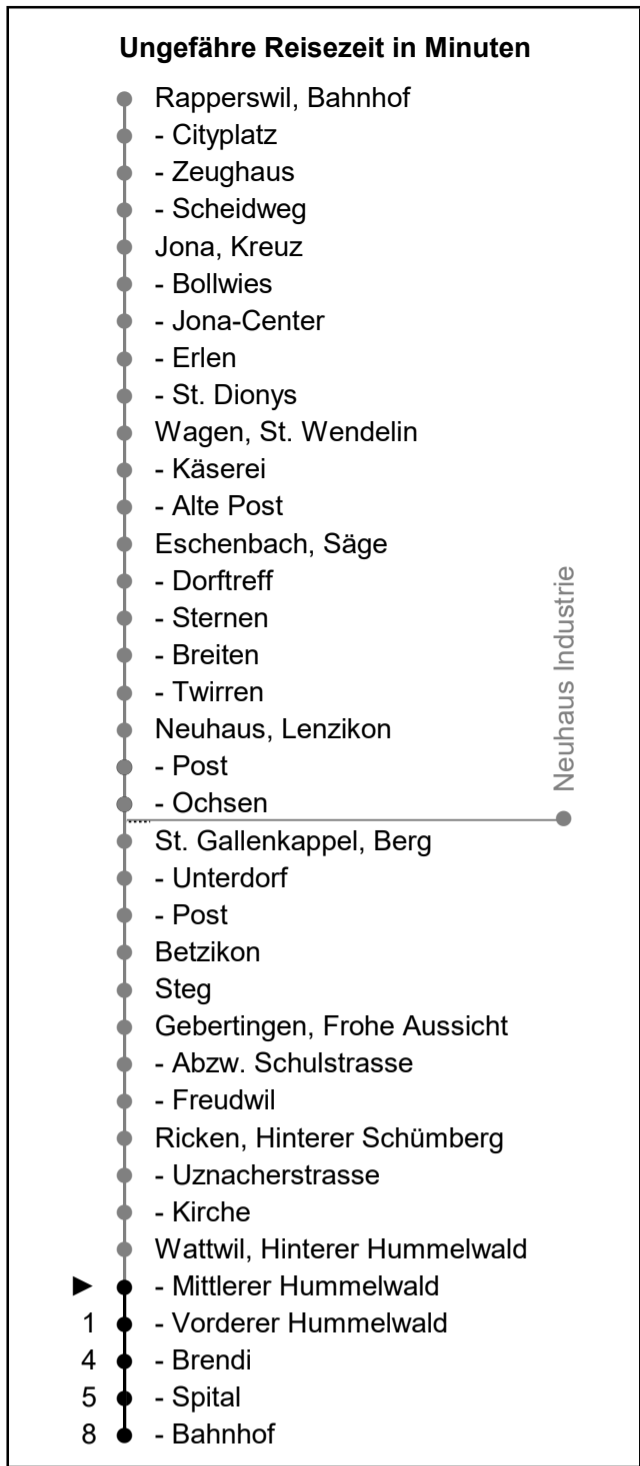 Ungefähre Reisezeit in Minuten
Rapperswil, Bahnhof
- Cityplatz
- Zeughaus
- Scheidweg
Jona, Kreuz
- Bollwies
- Jona-Center
- Erlen
- St. Dionys
Wagen, St. Wendelin
- Käserei
- Alte Post
Eschenbach, Säge
- Dorftreff
- Sternen
- Breiten
- Twirren
Neuhaus, Lenzikon
- Post
- Ochsen
Neuhaus Industrie
St. Gallenkappel, Berg
- Unterdorf
- Post
Betzikon
Steg
Gebertingen, Frohe Aussicht
- Abzw. Schulstrasse
- Freudwil
Ricken, Hinterer Schümberg
- Uznacherstrasse
- Kirche
Wattwil, Hinterer Hummelwald
- Mittlerer Hummelwald
1 - Vorderer Hummelwald
4 - Brendi
5 - Spital
8 - Bahnhof